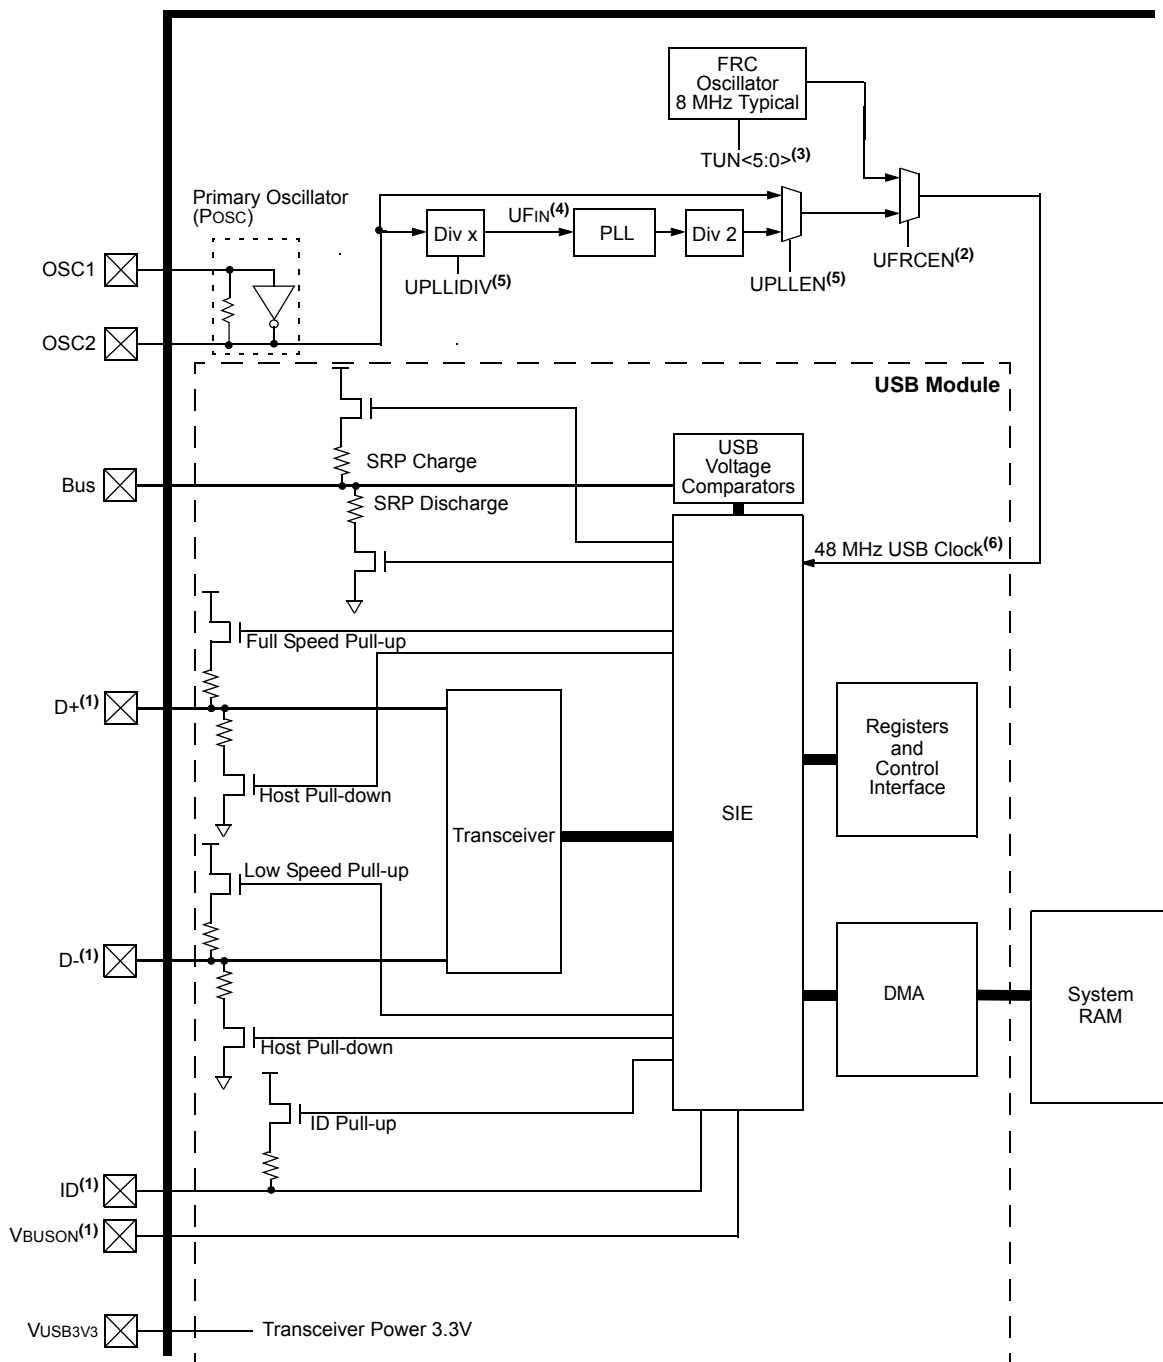 FRC
Oscillator
8 MHz Typical
TUN<5:0>(3)
Primary Oscillator
(POSC)
UFIN(4)
Div x
PLL
Div 2
UPLLIDIV(5)
UPLLEN(5)
UFRCEN(2)
OSC1
OSC2
USB Module
USB
Voltage
Comparators
SRP Charge
Bus
SRP Discharge
48 MHz USB Clock(6)
Full Speed Pull-up
D+(1)
Registers
and
Control
Interface
Host Pull-down
SIE
Transceiver
Low Speed Pull-up
D-(1)
DMA
System
RAM
Host Pull-down
ID Pull-up
ID(1)
VBUSON(1)
VUSB3V3
Transceiver Power 3.3V